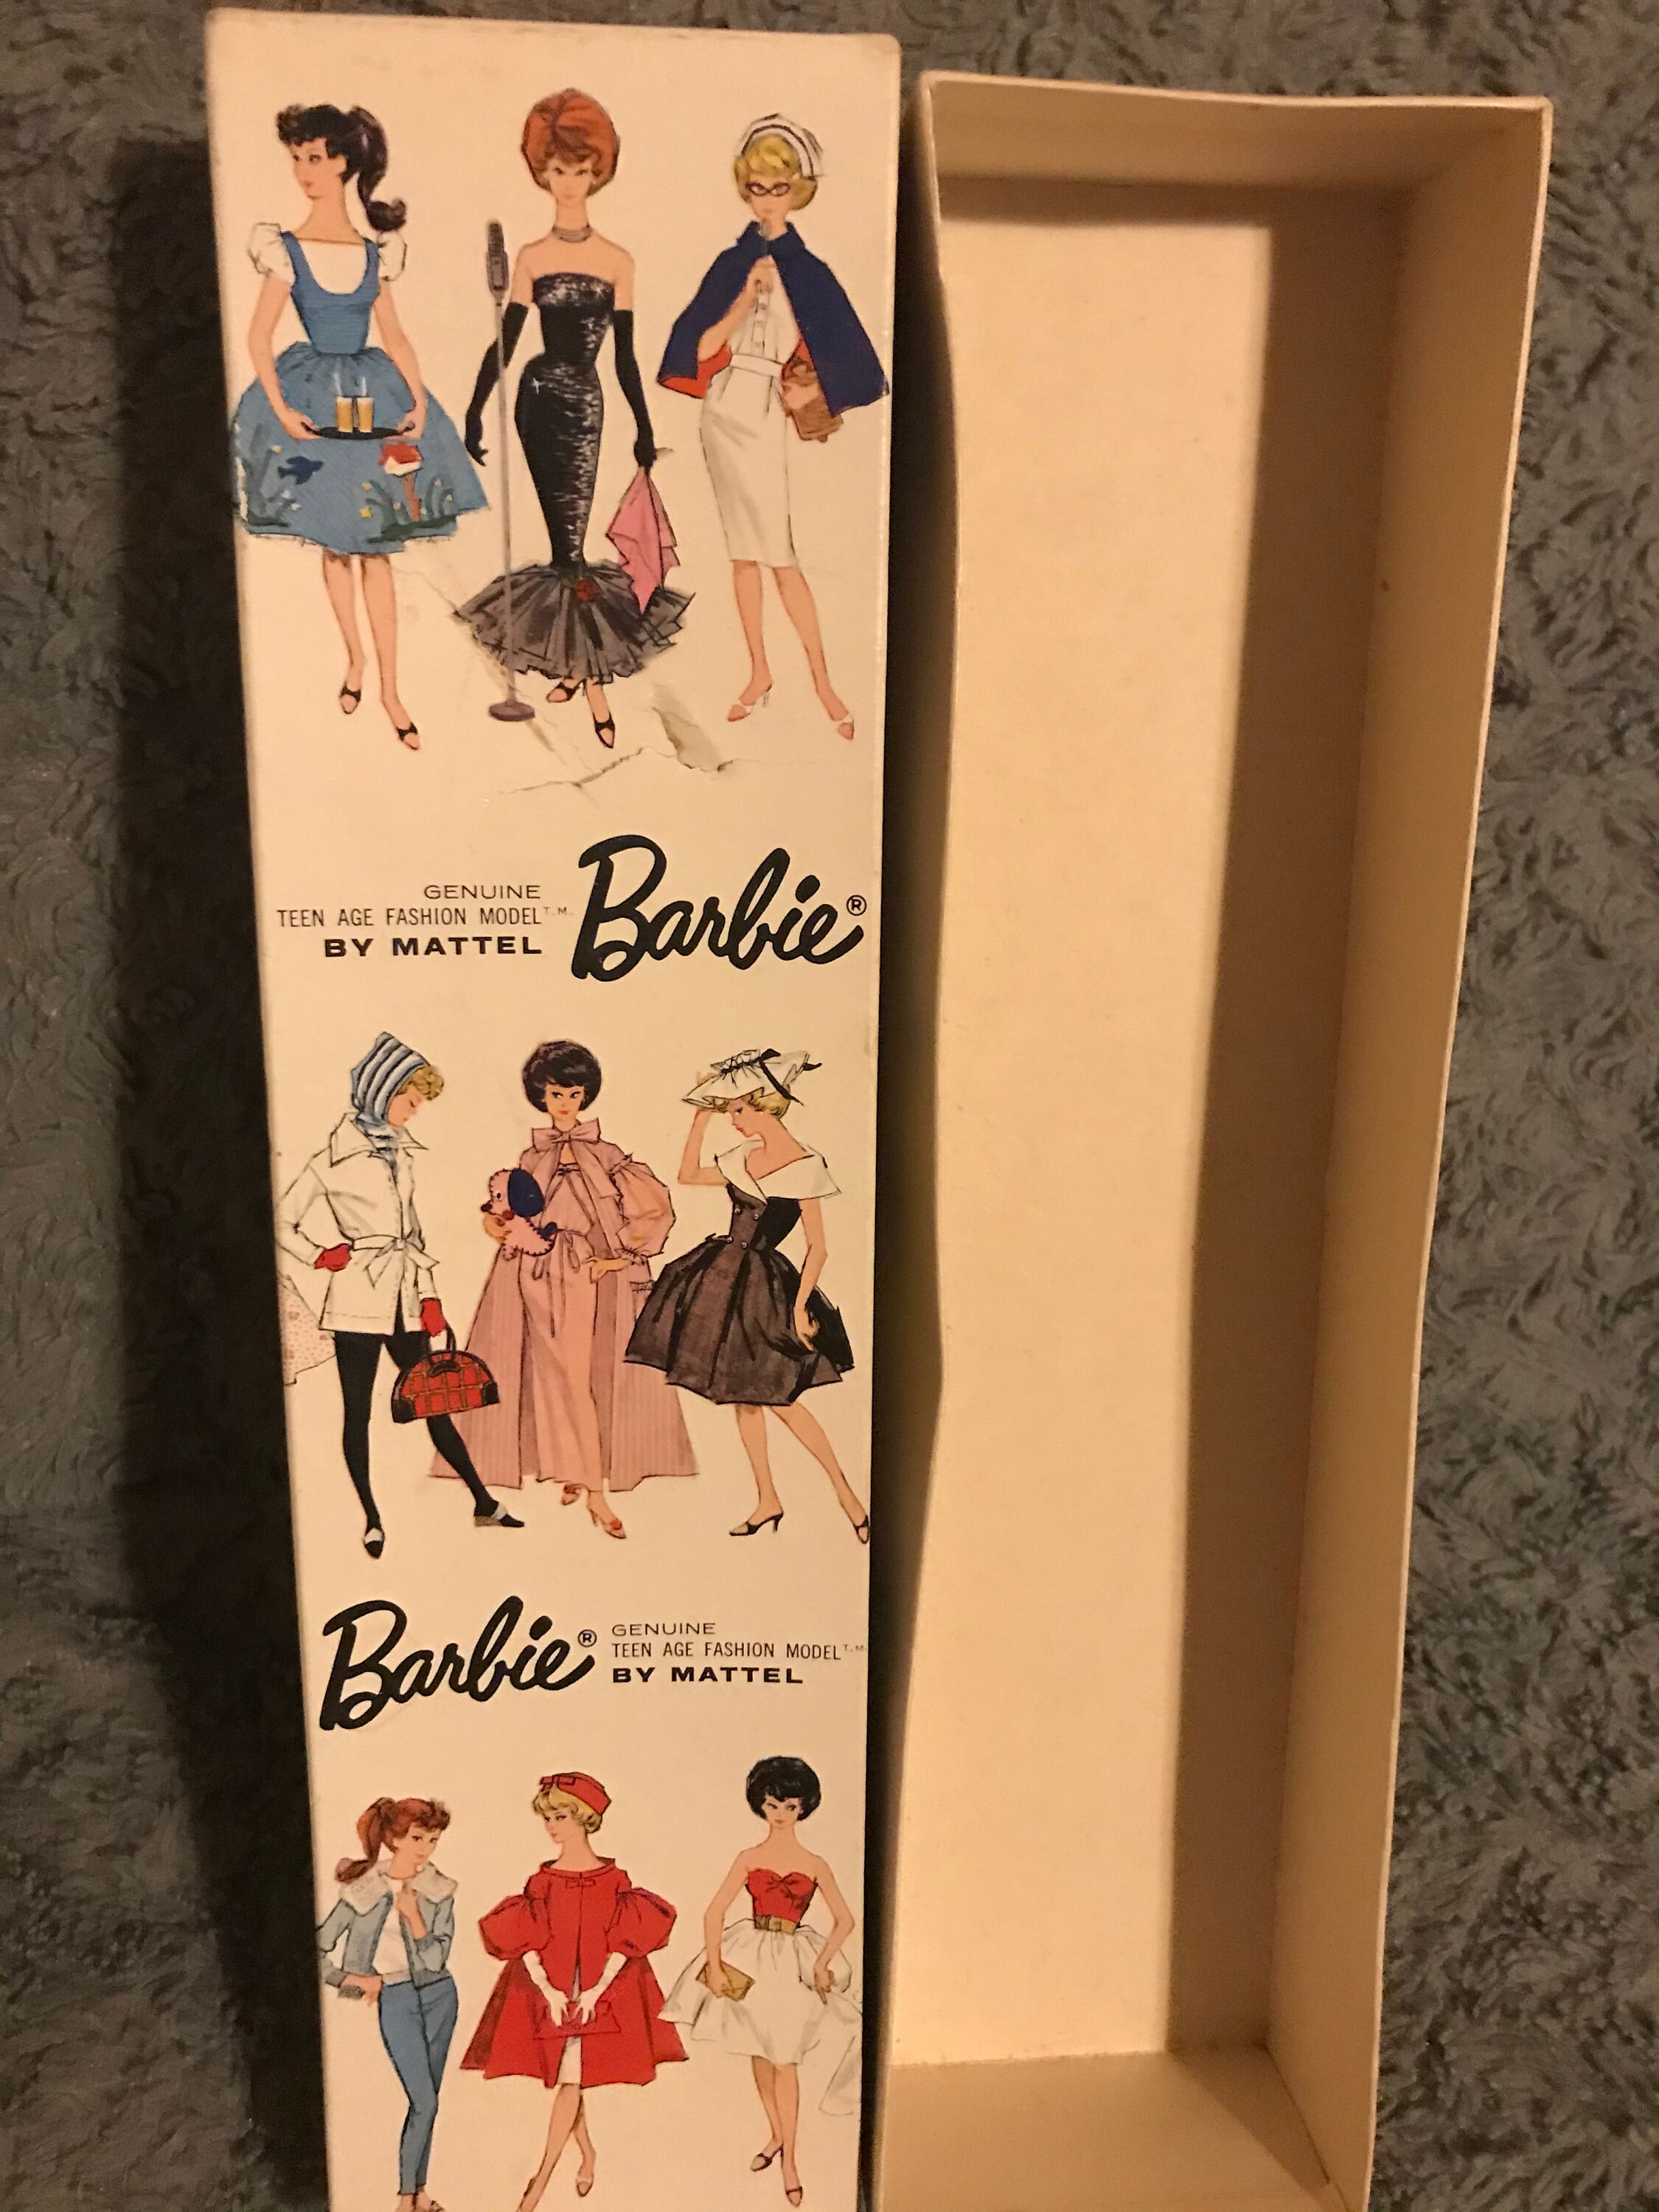 GENUINE
TEEN AGE FASHION MODEL T.M.
BY MATTEL
Barbie®
Barbie®
GENUINE
TEEN AGE FASHION MODEL T.M.
BY MATTEL